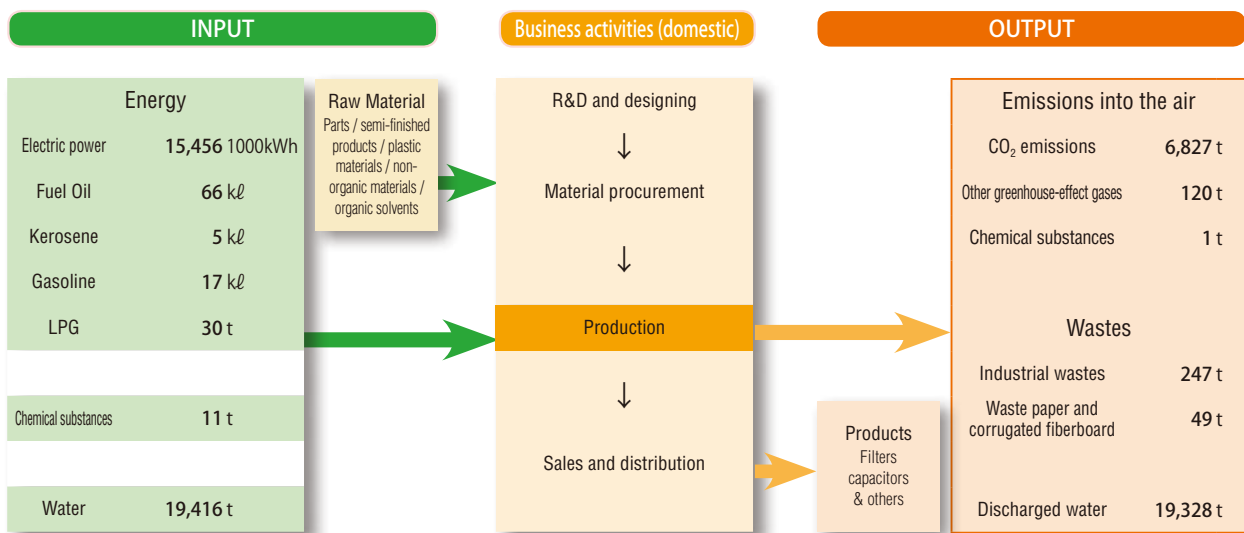 INPUT
Business activities (domestic)
OUTPUT
Energy
Electric power 15,456 1000kWh
Fuel Oil 66 kℓ
Kerosene 5 kℓ
Gasoline 17 kℓ
LPG 30 t
Chemical substances 11 t
Water 19,416 t
Raw Material
Parts / semi-finished
products / plastic
materials / non-
organic materials /
organic solvents
R&D and designing
↓
Material procurement
↓
Production
↓
Sales and distribution
Products
Filters
capacitors
& others
Emissions into the air
CO₂ emissions 6,827 t
Other greenhouse-effect gases 120 t
Chemical substances 1 t
Wastes
Industrial wastes 247 t
Waste paper and
corrugated fiberboard 49 t
Discharged water 19,328 t